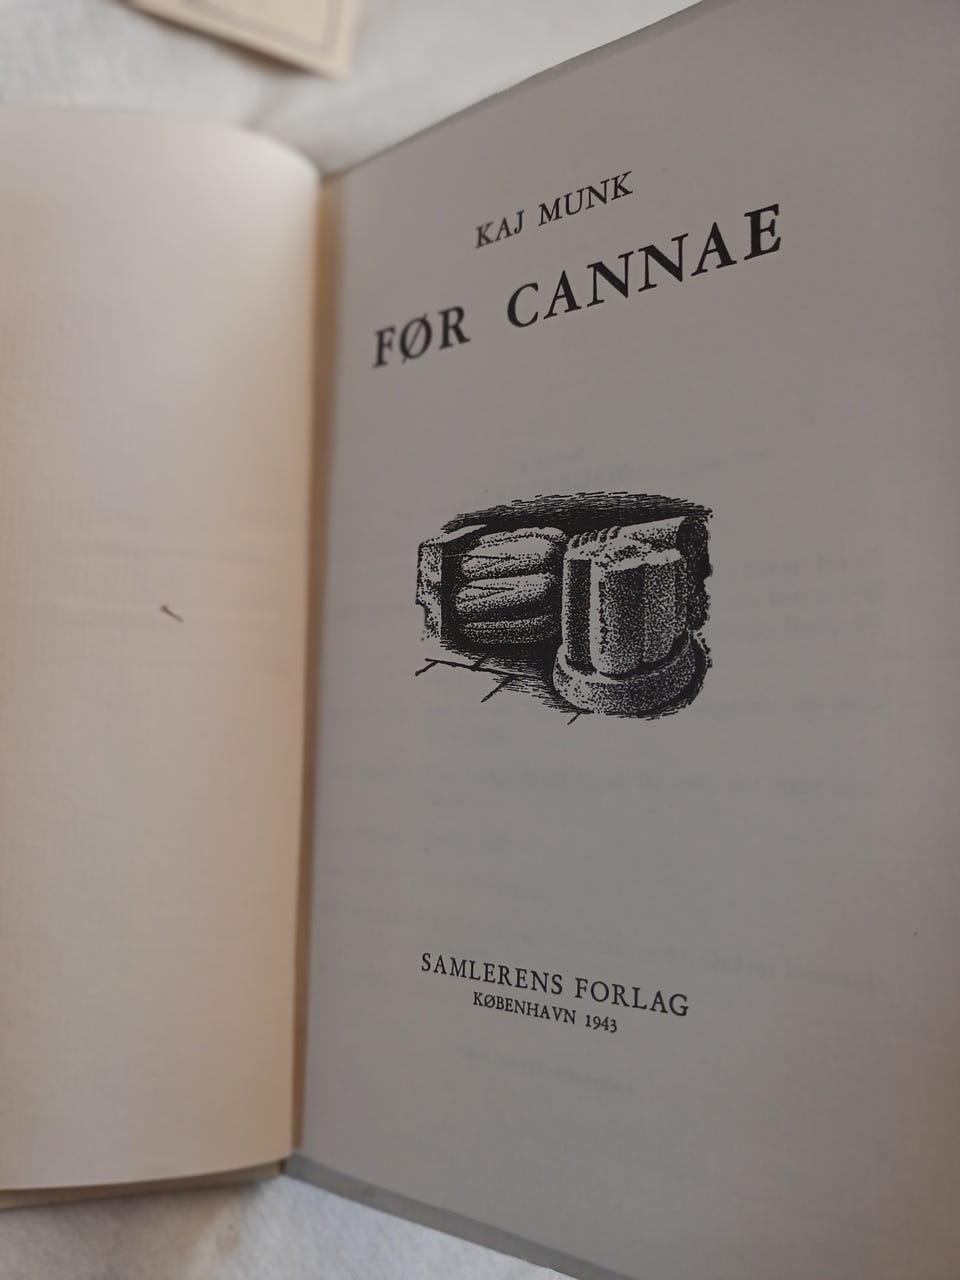 KAJ MUNK
FØR CANNAE
SAMLERENS FORLAG
KØBENHAVN 1943